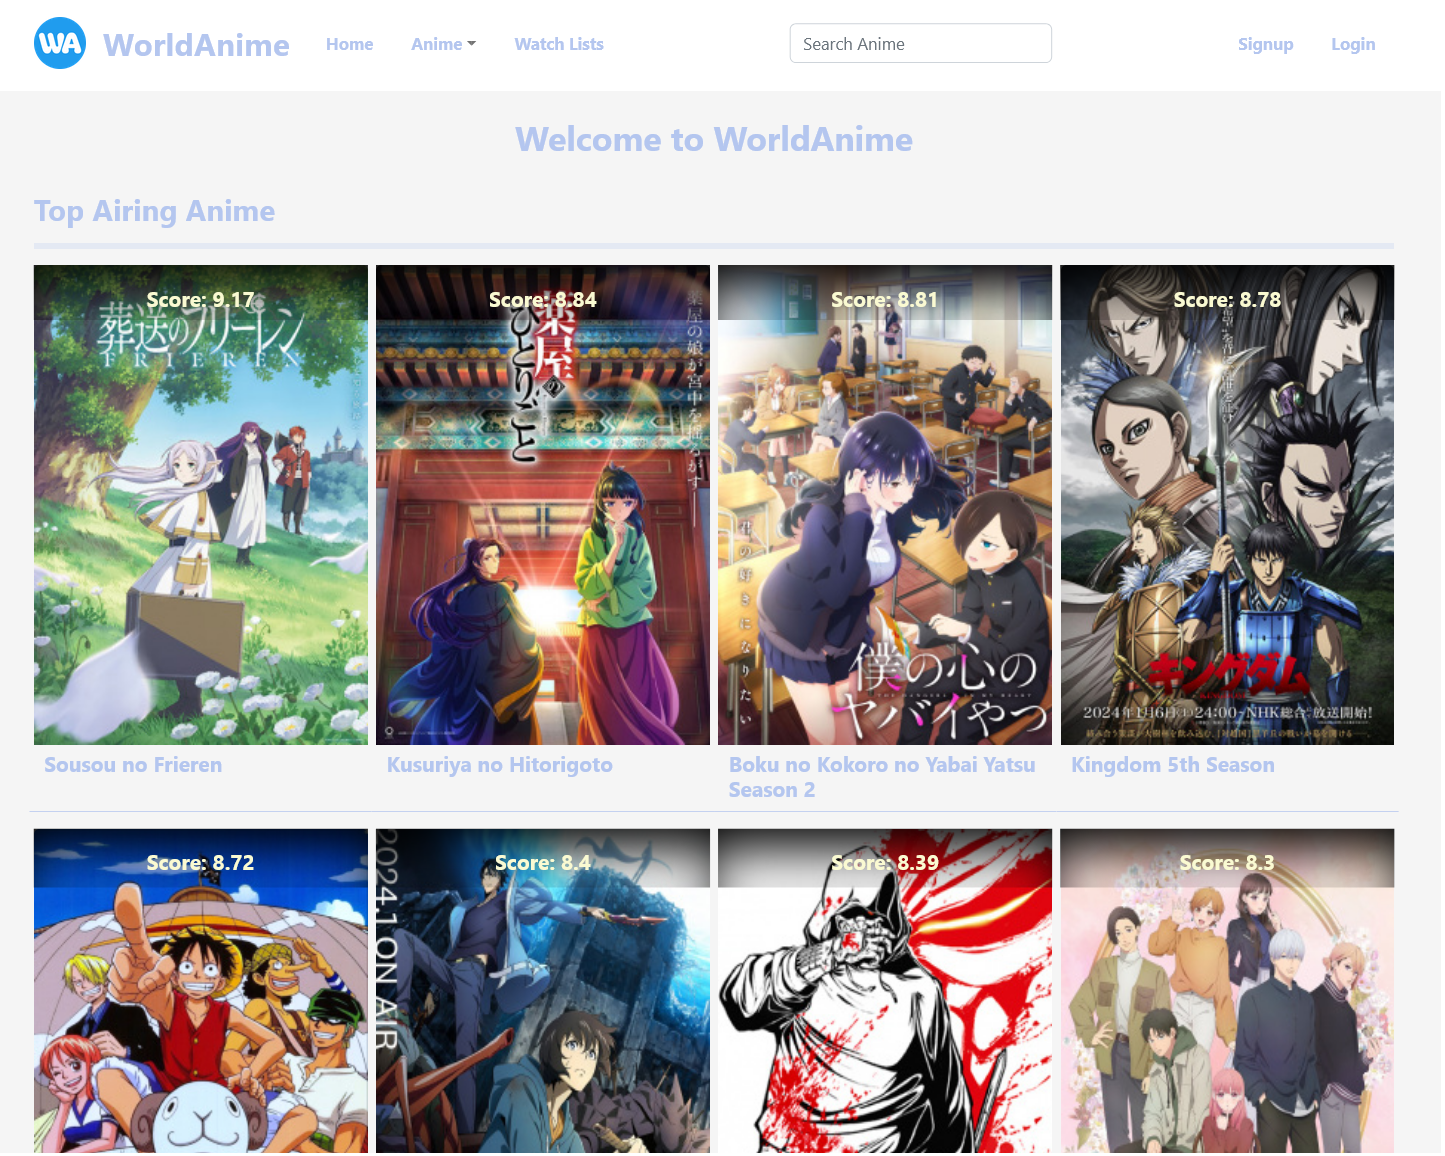 WA WorldAnime Home Anime Watch Lists Search Anime Signup Login
Welcome to WorldAnime
Top Airing Anime
Score: 9.17
葬送のフリーレン
FRIEREN
Sousou no Frieren
Score: 8.84
薬屋の
ひとりごと
薬屋の娘が宮中を揺るがす
Kusuriya no Hitorigoto
Score: 8.81
君の好きになりたい
僕の心の
ヤバイやつ
Boku no Kokoro no Yabai Yatsu
Season 2
Score: 8.78
キングダム
2024年1月6日(土)24:00~NHK総合 放送開始!
Kingdom 5th Season
Score: 8.72
Score: 8.4
2024.1 ON AIR
Score: 8.39
Score: 8.3